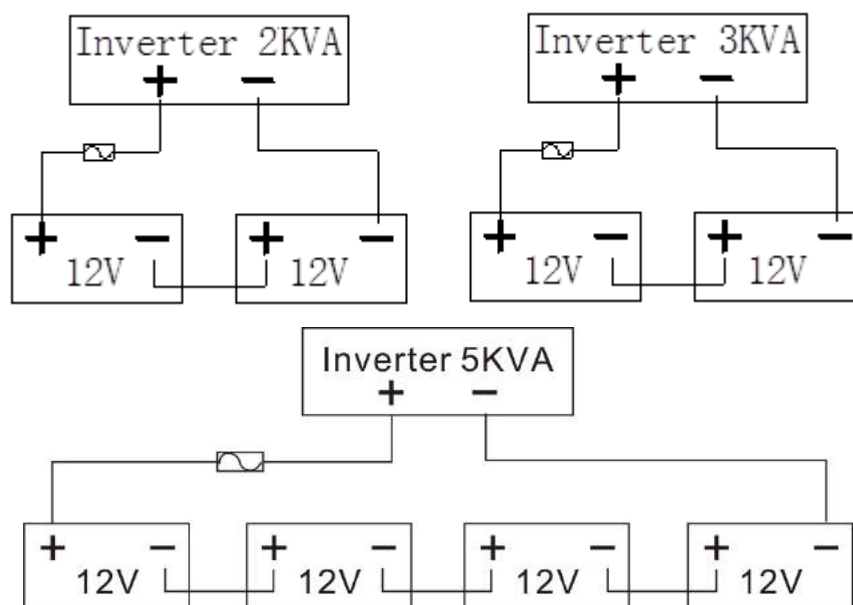 Inverter 2KVA
+ −
Inverter 3KVA
+ −
+ − + −
12V 12V
+ − + −
12V 12V
Inverter 5KVA
+ −
+ − + − + − + −
12V 12V 12V 12V